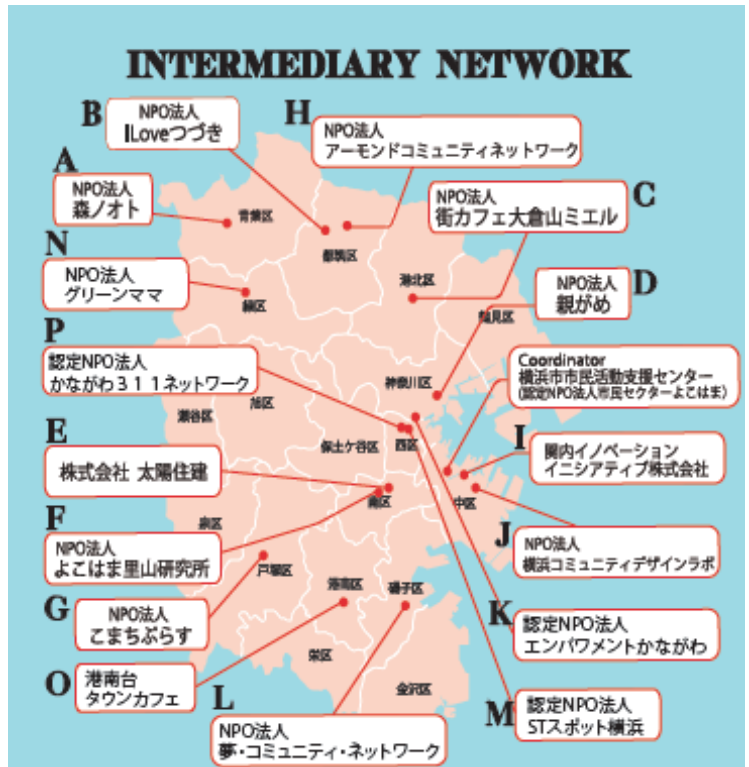 INTERMEDIARY NETWORK
B
NPO法人
ILoveつづき
H
NPO法人
アーモンドコミュニティネットワーク
A
NPO法人
森ノオト
C
NPO法人
街カフェ大倉山ミエル
N
NPO法人
グリーンママ
D
NPO法人
親がめ
P
認定NPO法人
かながわ311ネットワーク
Coordinator
横浜市市民活動支援センター
(認定NPO法人市民セクターよこはま)
E
株式会社 太陽住建
I
関内イノベーション
イニシアティブ株式会社
F
NPO法人
よこはま里山研究所
J
NPO法人
横浜コミュニティデザインラボ
G
NPO法人
こまちぷらす
K
認定NPO法人
エンパワメントかながわ
O
港南台
タウンカフェ
L
NPO法人
夢・コミュニティ・ネットワーク
M
認定NPO法人
STスポット横浜
青葉区
都筑区
港北区
緑区
鶴見区
神奈川区
瀬谷区
旭区
保土ケ谷区
西区
中区
南区
泉区
戸塚区
港南区
磯子区
栄区
金沢区